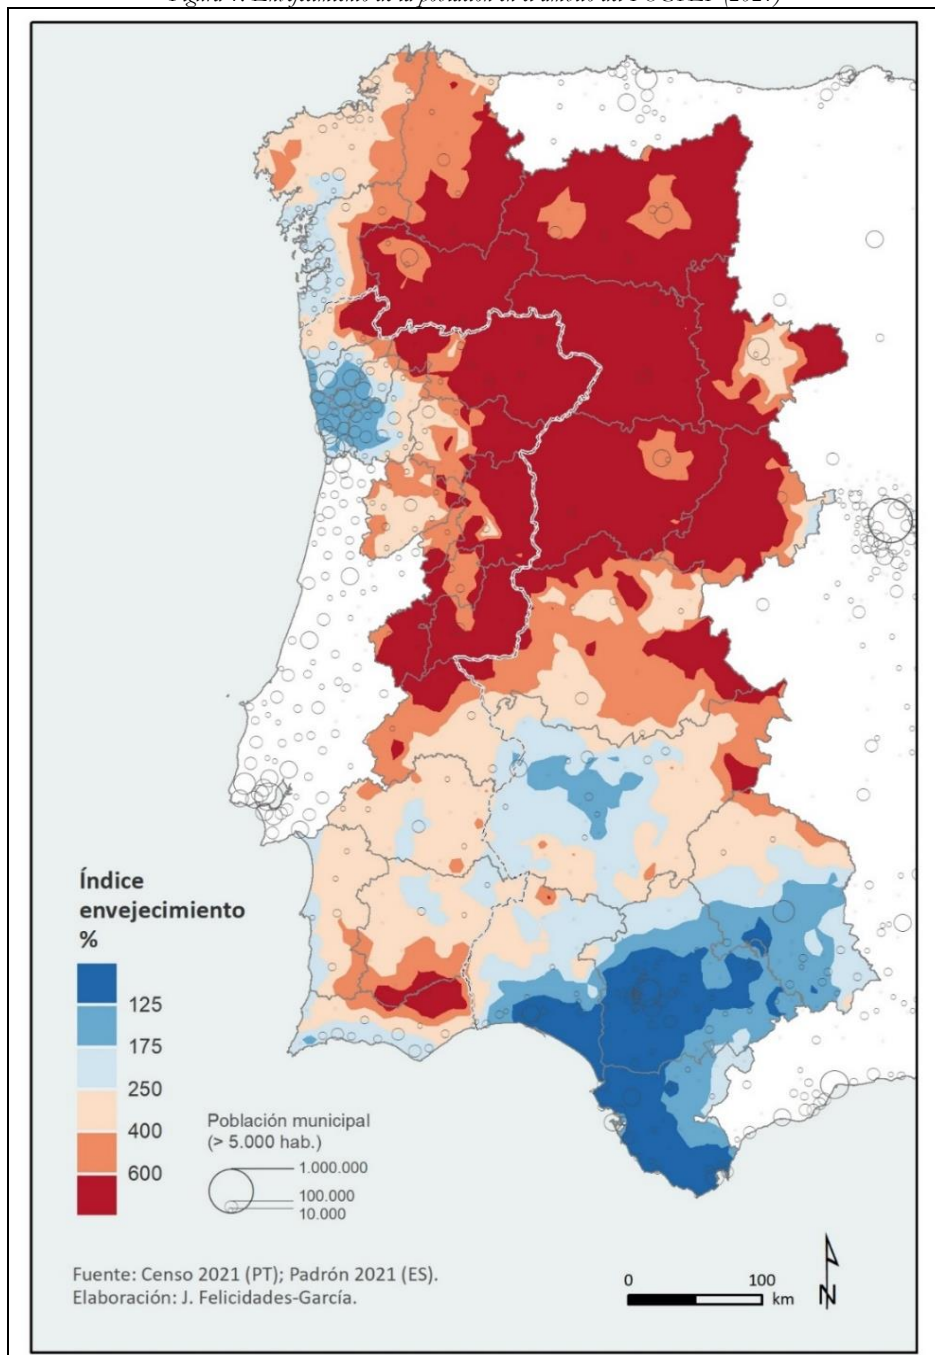 Índice
envejecimiento
%
125
175
250
400
600
Población municipal
(> 5.000 hab.)
1.000.000
100.000
10.000
Fuente: Censo 2021 (PT); Padrón 2021 (ES).
Elaboración: J. Felicidades-García.
0 100
km
N